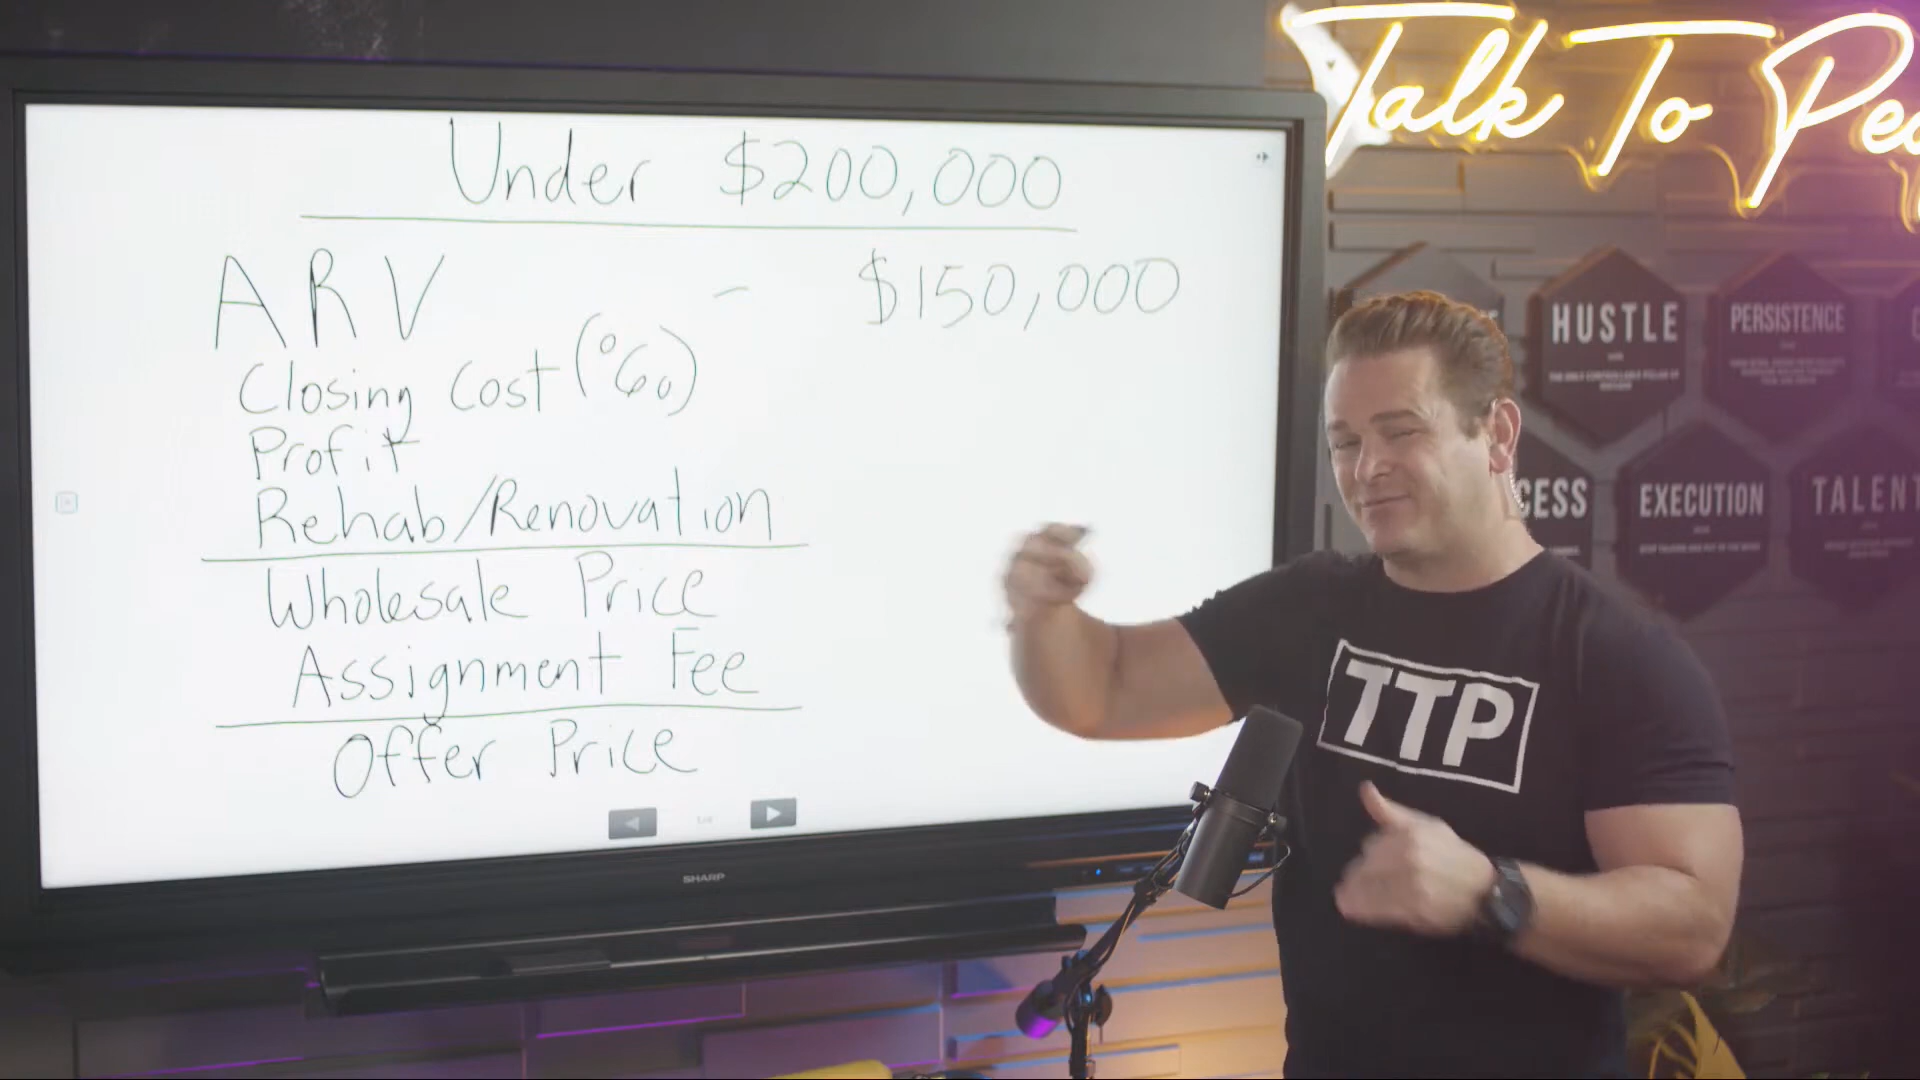 Under $200,000
ARV - $150,000
Closing Cost (%)
Profit
Rehab/Renovation
Wholesale Price
Assignment Fee
Offer Price
SHARP
Talk To Peo
HUSTLE
PERSISTENCE
CESS
EXECUTION
TALENT
TTP